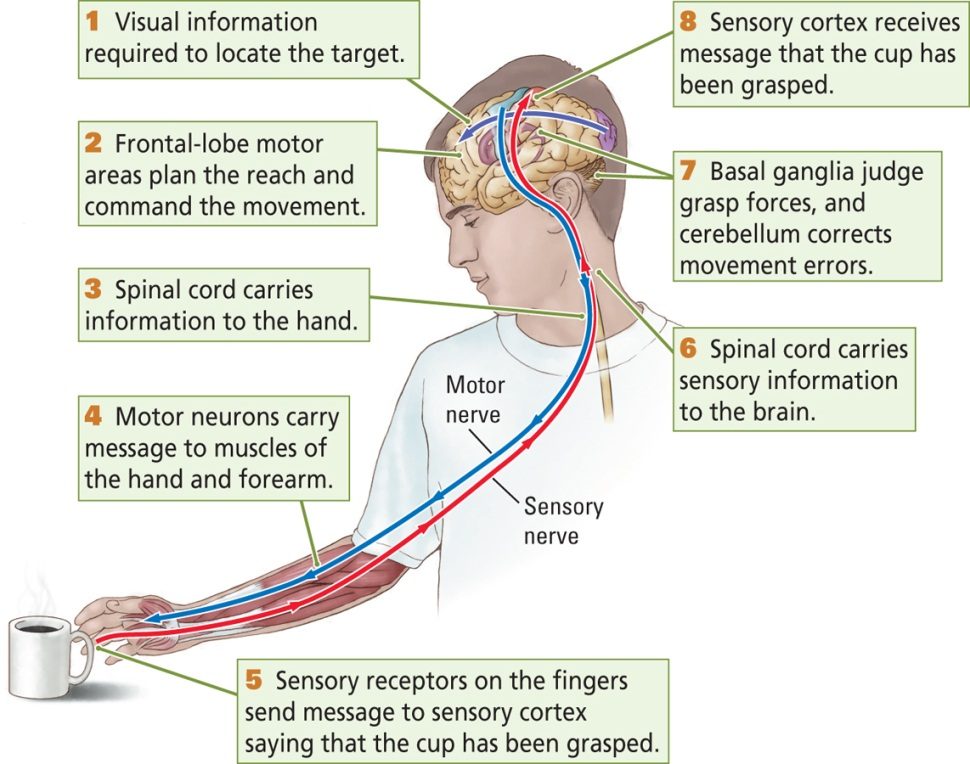 1 Visual information
required to locate the target.
2 Frontal-lobe motor
areas plan the reach and
command the movement.
3 Spinal cord carries
information to the hand.
4 Motor neurons carry
message to muscles of
the hand and forearm.
5 Sensory receptors on the fingers
send message to sensory cortex
saying that the cup has been grasped.
6 Spinal cord carries
sensory information
to the brain.
7 Basal ganglia judge
grasp forces, and
cerebellum corrects
movement errors.
8 Sensory cortex receives
message that the cup has
been grasped.
Motor
nerve
Sensory
nerve